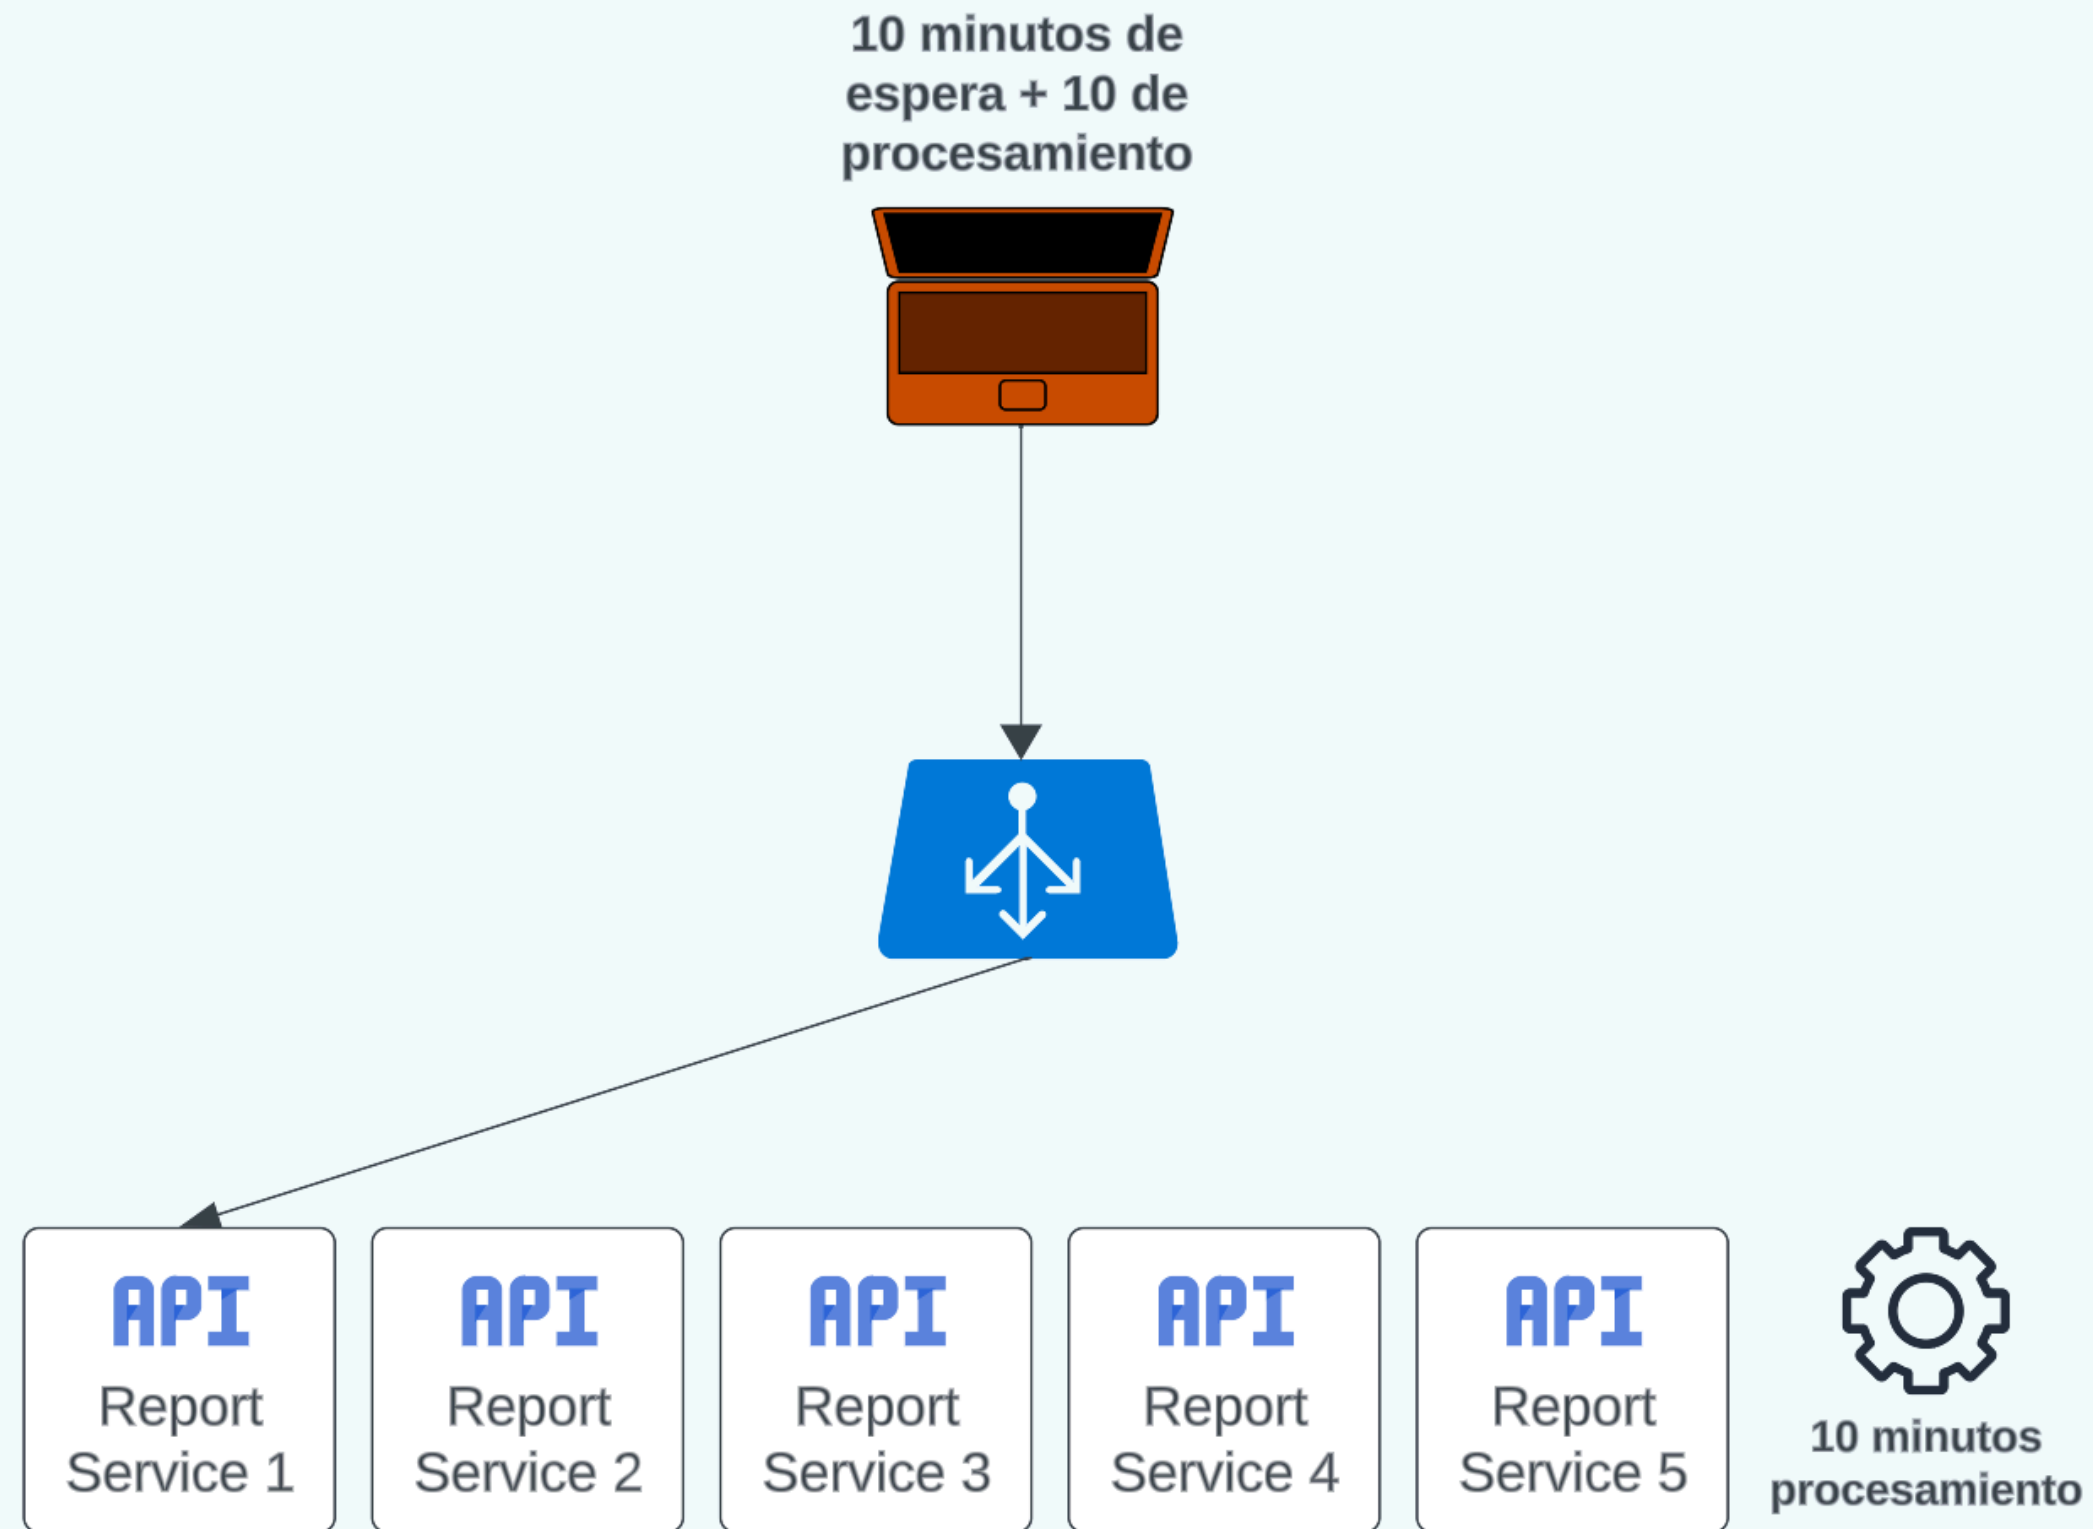 10 minutos de
espera + 10 de
procesamiento
API
Report
Service 1
API
Report
Service 2
API
Report
Service 3
API
Report
Service 4
API
Report
Service 5
10 minutos
procesamiento